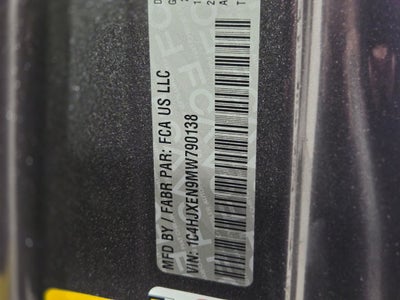 MFD BY / FABR PAR: FCA US LLC
VIN: 1C4HJXEN9MW790138